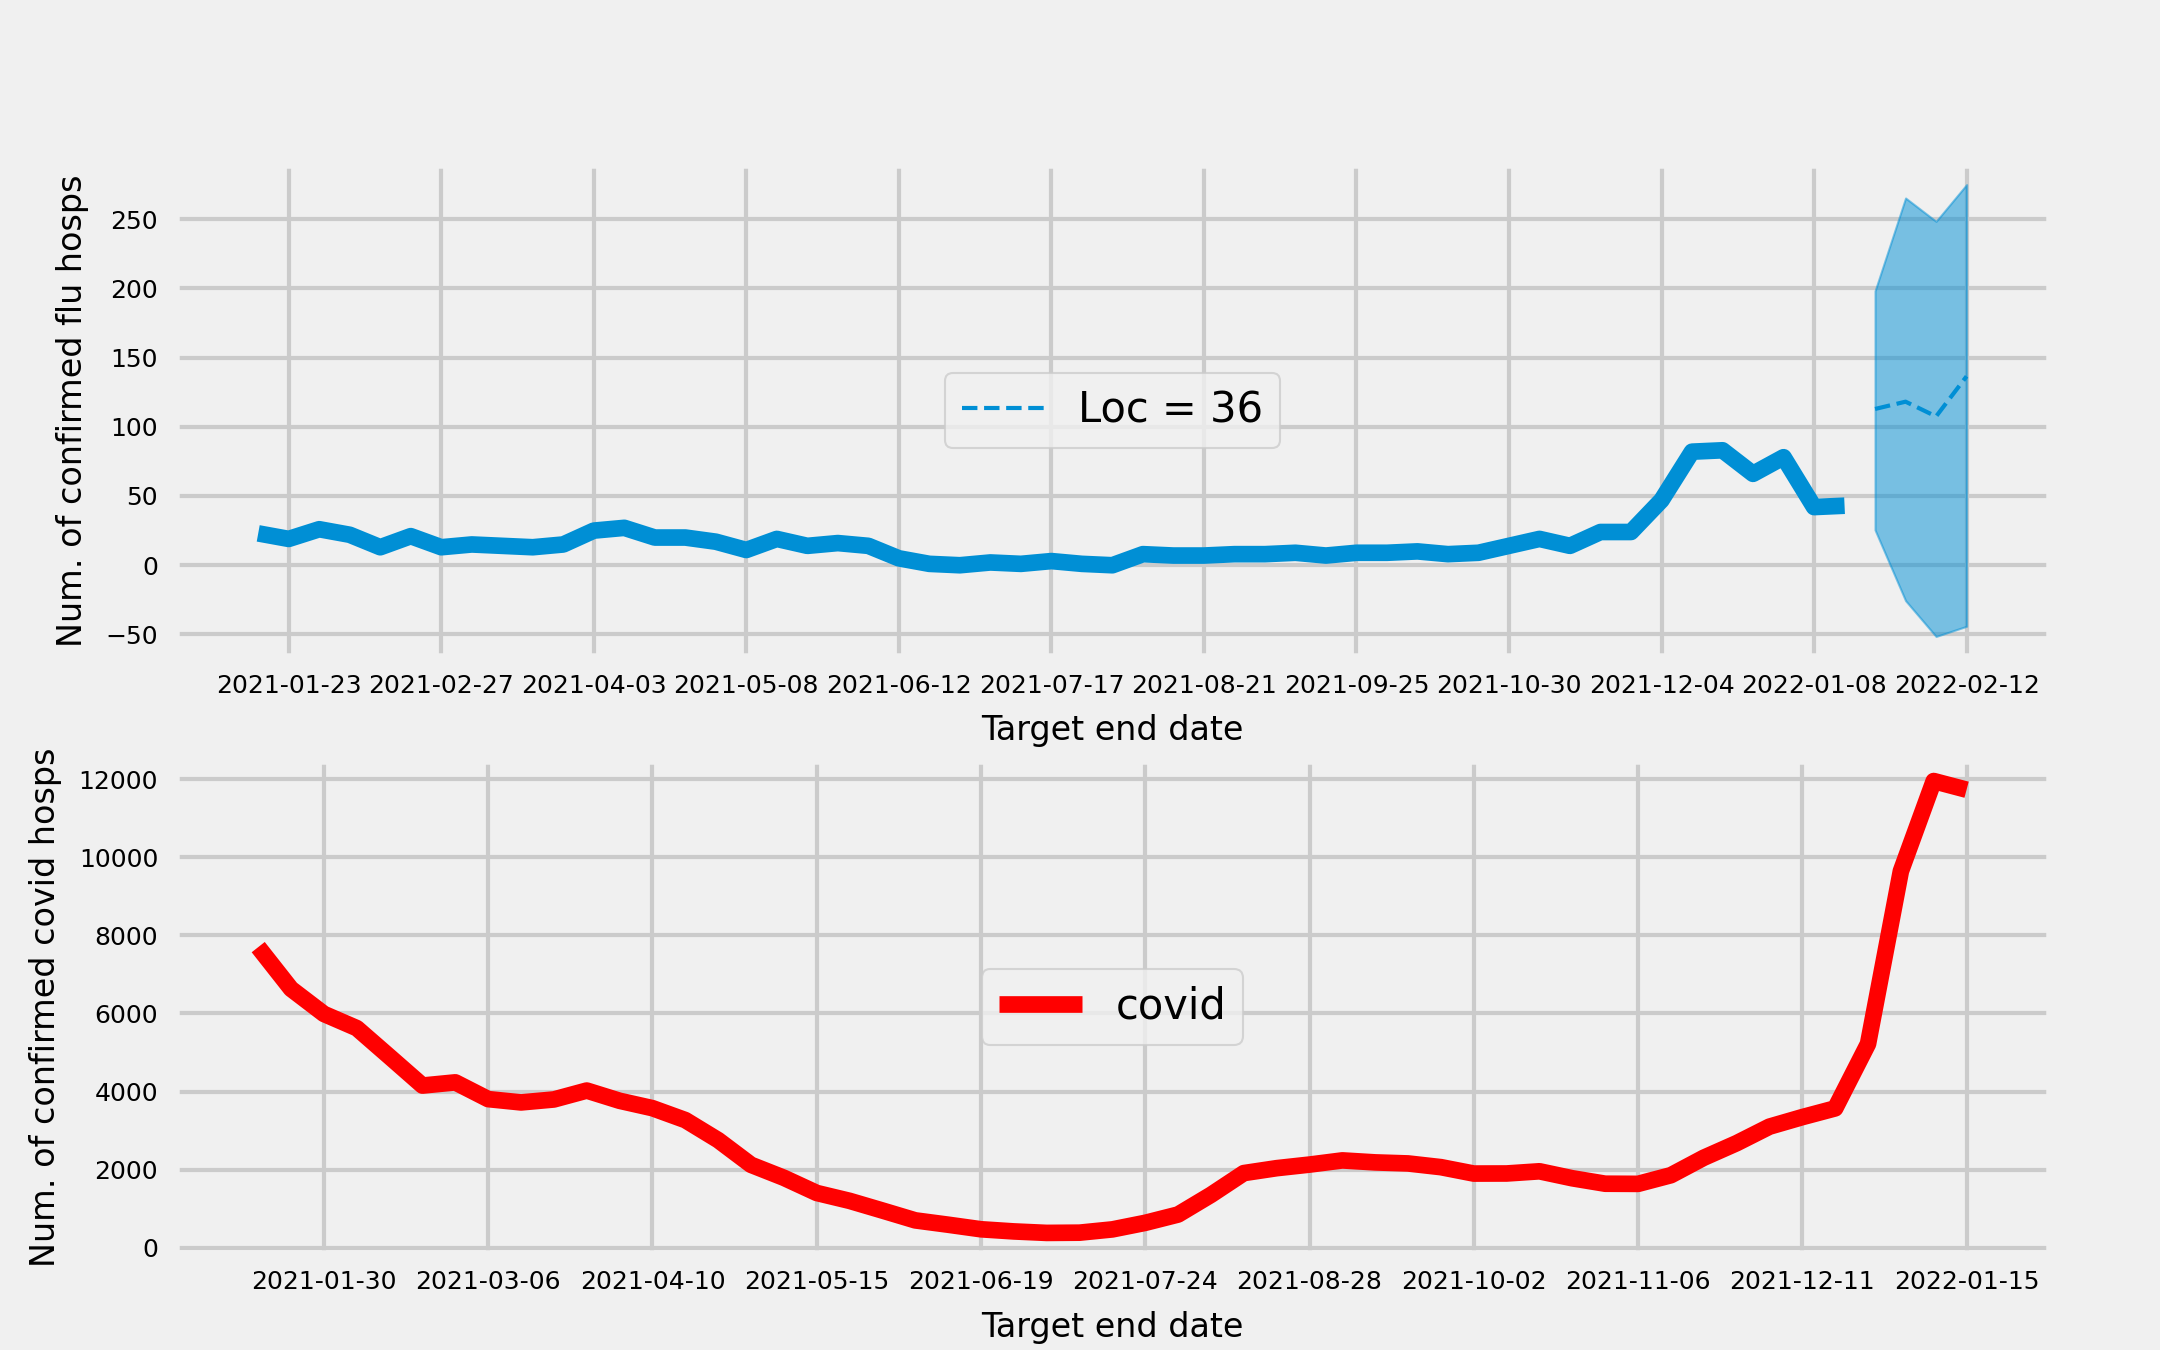 Num. of confirmed flu hosps
250
200
150
100
50
0
−50
Loc = 36
2021-01-23 2021-02-27 2021-04-03 2021-05-08 2021-06-12 2021-07-17 2021-08-21 2021-09-25 2021-10-30 2021-12-04 2022-01-08 2022-02-12
Target end date
Num. of confirmed covid hosps
12000
10000
8000
6000
4000
2000
0
covid
2021-01-30 2021-03-06 2021-04-10 2021-05-15 2021-06-19 2021-07-24 2021-08-28 2021-10-02 2021-11-06 2021-12-11 2022-01-15
Target end date